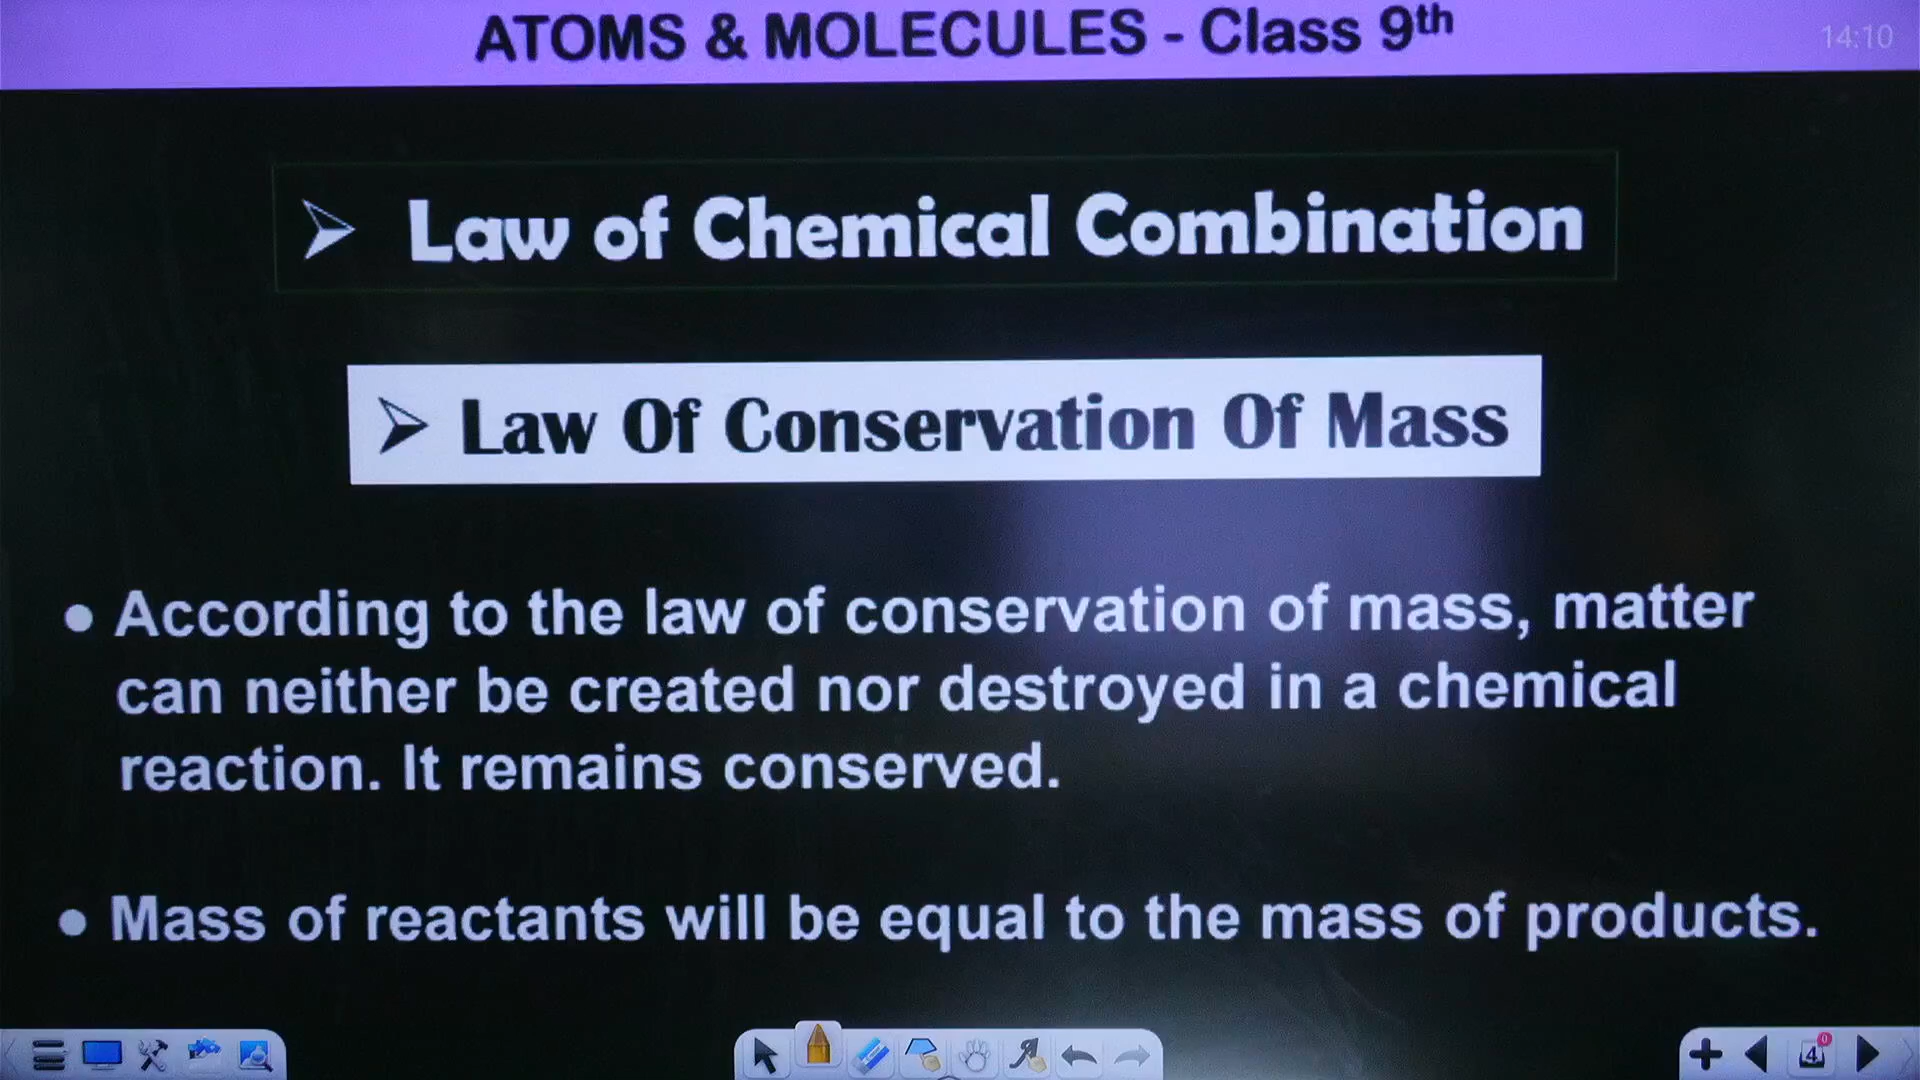 ATOMS & MOLECULES - Class 9th
14:10
➢ Law of Chemical Combination
➢ Law Of Conservation Of Mass
● According to the law of conservation of mass, matter
can neither be created nor destroyed in a chemical
reaction. It remains conserved.
● Mass of reactants will be equal to the mass of products.
4
0